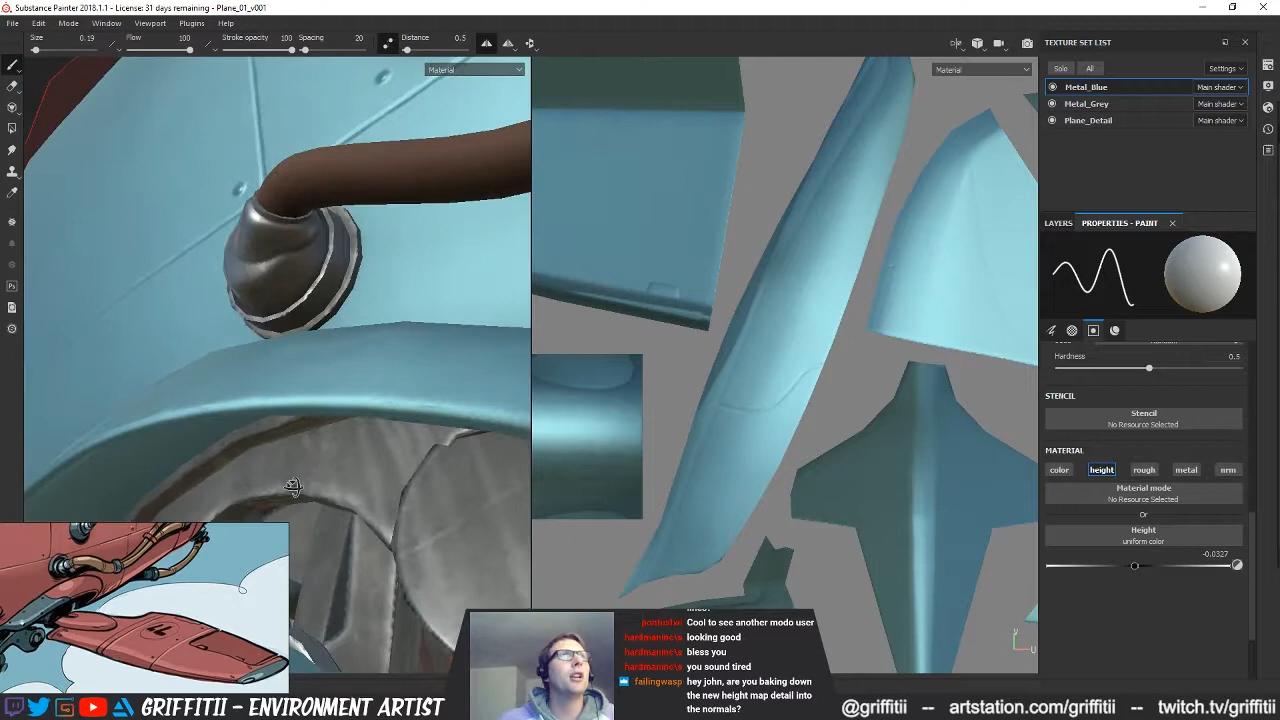 Substance Painter 2018.1.1 - License: 31 days remaining - Plane_01_v001
File Edit Mode Window Viewport Plugins Help
Size 0.19 Flow 100 Stroke opacity 100 Spacing 20 Distance 0.5
Material
Material
TEXTURE SET LIST
Solo All Settings
Metal_Blue Main shader
Metal_Grey Main shader
Plane_Detail Main shader
LAYERS PROPERTIES - PAINT
Hardness 0.5
STENCIL
Stencil
No Resource Selected
MATERIAL
color height rough metal nrm
Material mode
No Resource Selected
Or
Height
uniform color
-0.0327
Ps
Y
U
L
Cool to see another modo user
looking good
bless you
you sound tired
failingwasp hey john, are you baking down
the new height map detail into
the normals?
GRIFFITII - ENVIRONMENT ARTIST
@griffitii -- artstation.com/griffitii -- twitch.tv/griffitii